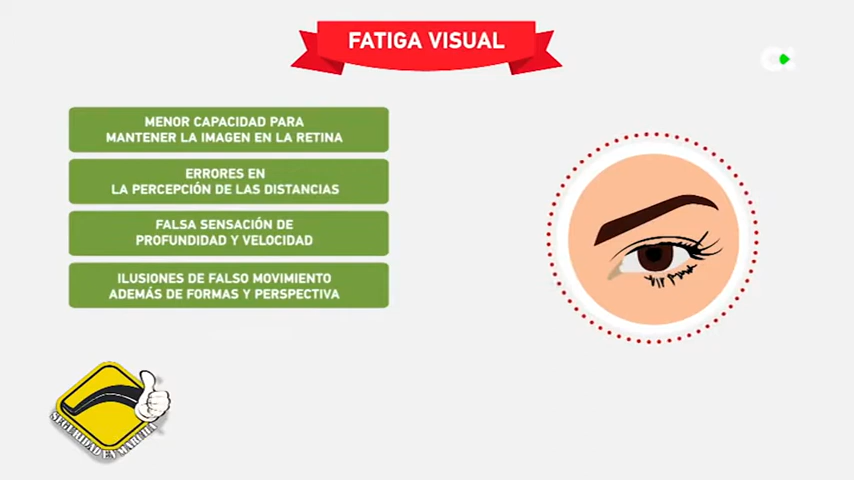 FATIGA VISUAL
MENOR CAPACIDAD PARA
MANTENER LA IMAGEN EN LA RETINA
ERRORES EN
LA PERCEPCIÓN DE LAS DISTANCIAS
FALSA SENSACIÓN DE
PROFUNDIDAD Y VELOCIDAD
ILUSIONES DE FALSO MOVIMIENTO
ADEMÁS DE FORMAS Y PERSPECTIVA
SEGURIDAD EN MARCHA